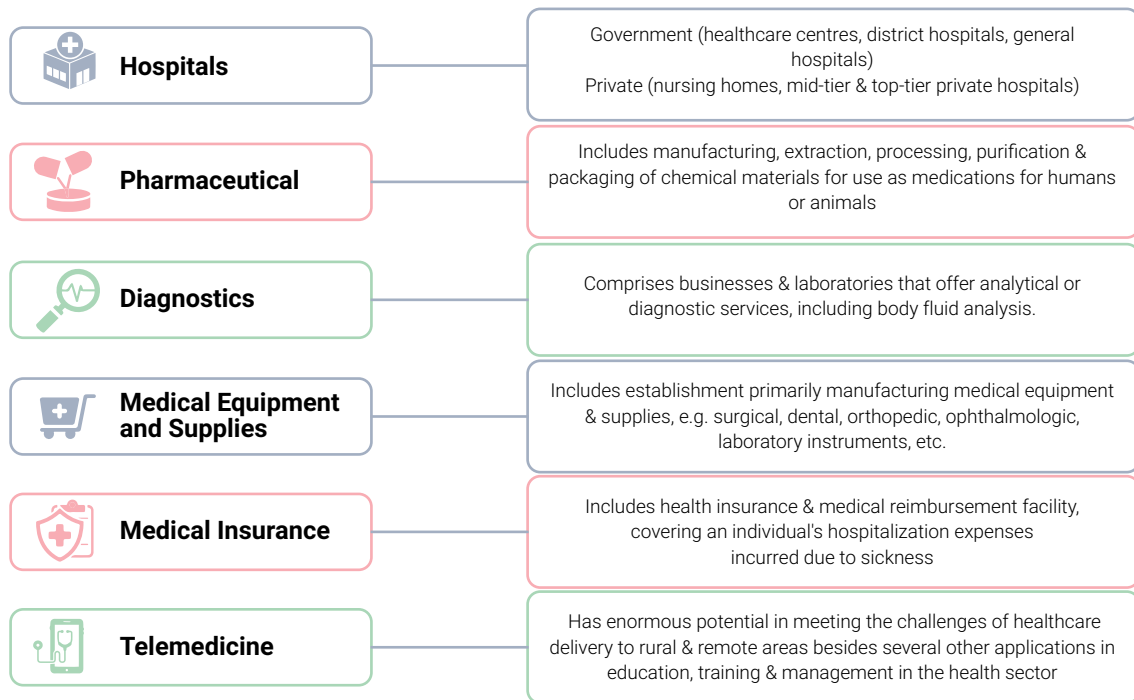 Hospitals
Government (healthcare centres, district hospitals, general
hospitals)
Private (nursing homes, mid-tier & top-tier private hospitals)
Pharmaceutical
Includes manufacturing, extraction, processing, purification &
packaging of chemical materials for use as medications for humans
or animals
Diagnostics
Comprises businesses & laboratories that offer analytical or
diagnostic services, including body fluid analysis.
Medical Equipment
and Supplies
Includes establishment primarily manufacturing medical equipment
& supplies, e.g. surgical, dental, orthopedic, ophthalmologic,
laboratory instruments, etc.
Medical Insurance
Includes health insurance & medical reimbursement facility,
covering an individual's hospitalization expenses
incurred due to sickness
Telemedicine
Has enormous potential in meeting the challenges of healthcare
delivery to rural & remote areas besides several other applications in
education, training & management in the health sector